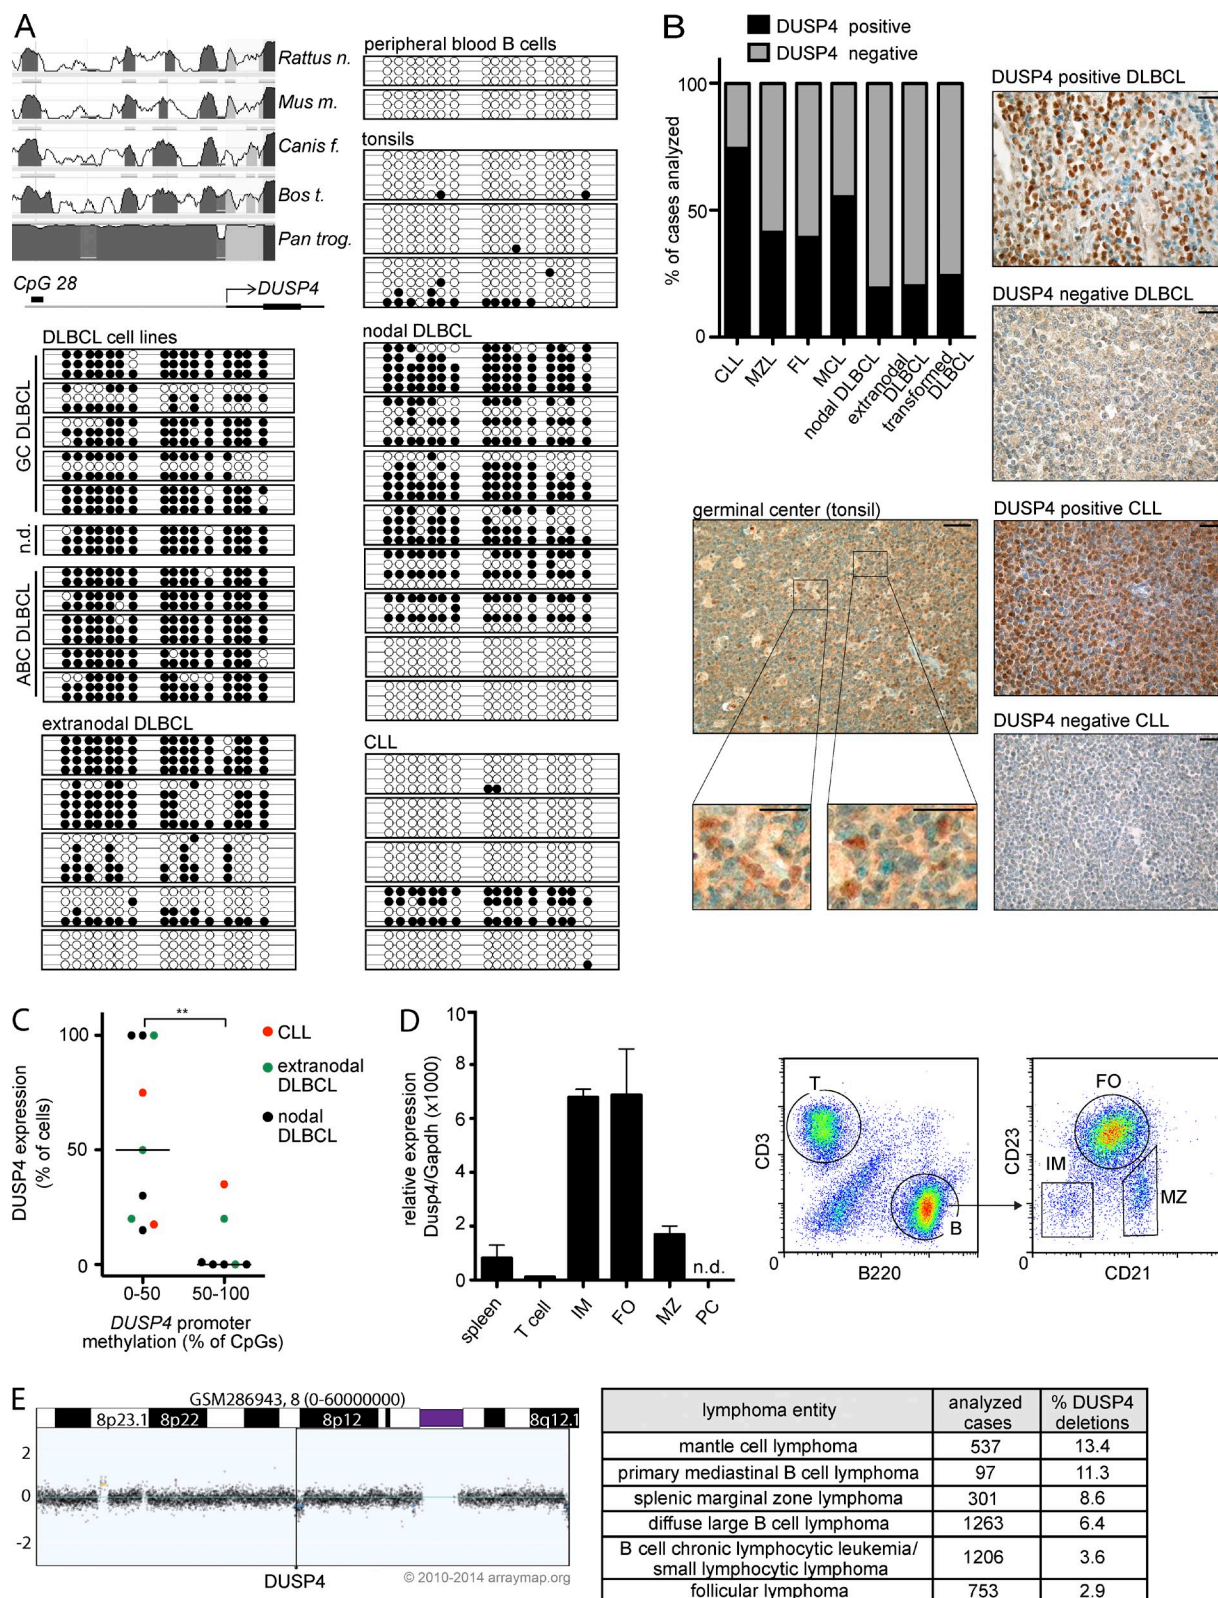 A
Rattus n.
Mus m.
Canis f.
Bos t.
Pan trog.
CpG 28
DUSP4
peripheral blood B cells
tonsils
DLBCL cell lines
GC DLBCL
n.d.
ABC DLBCL
nodal DLBCL
extranodal DLBCL
CLL
B
DUSP4 positive
DUSP4 negative
% of cases analyzed
100
50
0
CLL
MZL
FL
MCL
nodal DLBCL
extranodal
DLBCL
transformed
DLBCL
DUSP4 positive DLBCL
DUSP4 negative DLBCL
germinal center (tonsil)
DUSP4 positive CLL
DUSP4 negative CLL
C
DUSP4 expression
(% of cells)
100
50
0
**
CLL
extranodal
DLBCL
nodal
DLBCL
0-50
50-100
DUSP4 promoter
methylation (% of CpGs)
D
relative expression
Dusp4/Gapdh (x1000)
10
8
6
4
2
0
n.d.
spleen
T cell
IM
FO
MZ
PC
T
B
CD3
0
B220
FO
IM
MZ
CD23
0
CD21
E
GSM286943, 8 (0-60000000)
8p23.1
8p22
8p12
8q12.1
2
0
-2
DUSP4
© 2010-2014 arraymap.org
lymphoma entity analyzed cases % DUSP4 deletions
mantle cell lymphoma 537 13.4
primary mediastinal B cell lymphoma 97 11.3
splenic marginal zone lymphoma 301 8.6
diffuse large B cell lymphoma 1263 6.4
B cell chronic lymphocytic leukemia/
small lymphocytic lymphoma 1206 3.6
follicular lymphoma 753 2.9